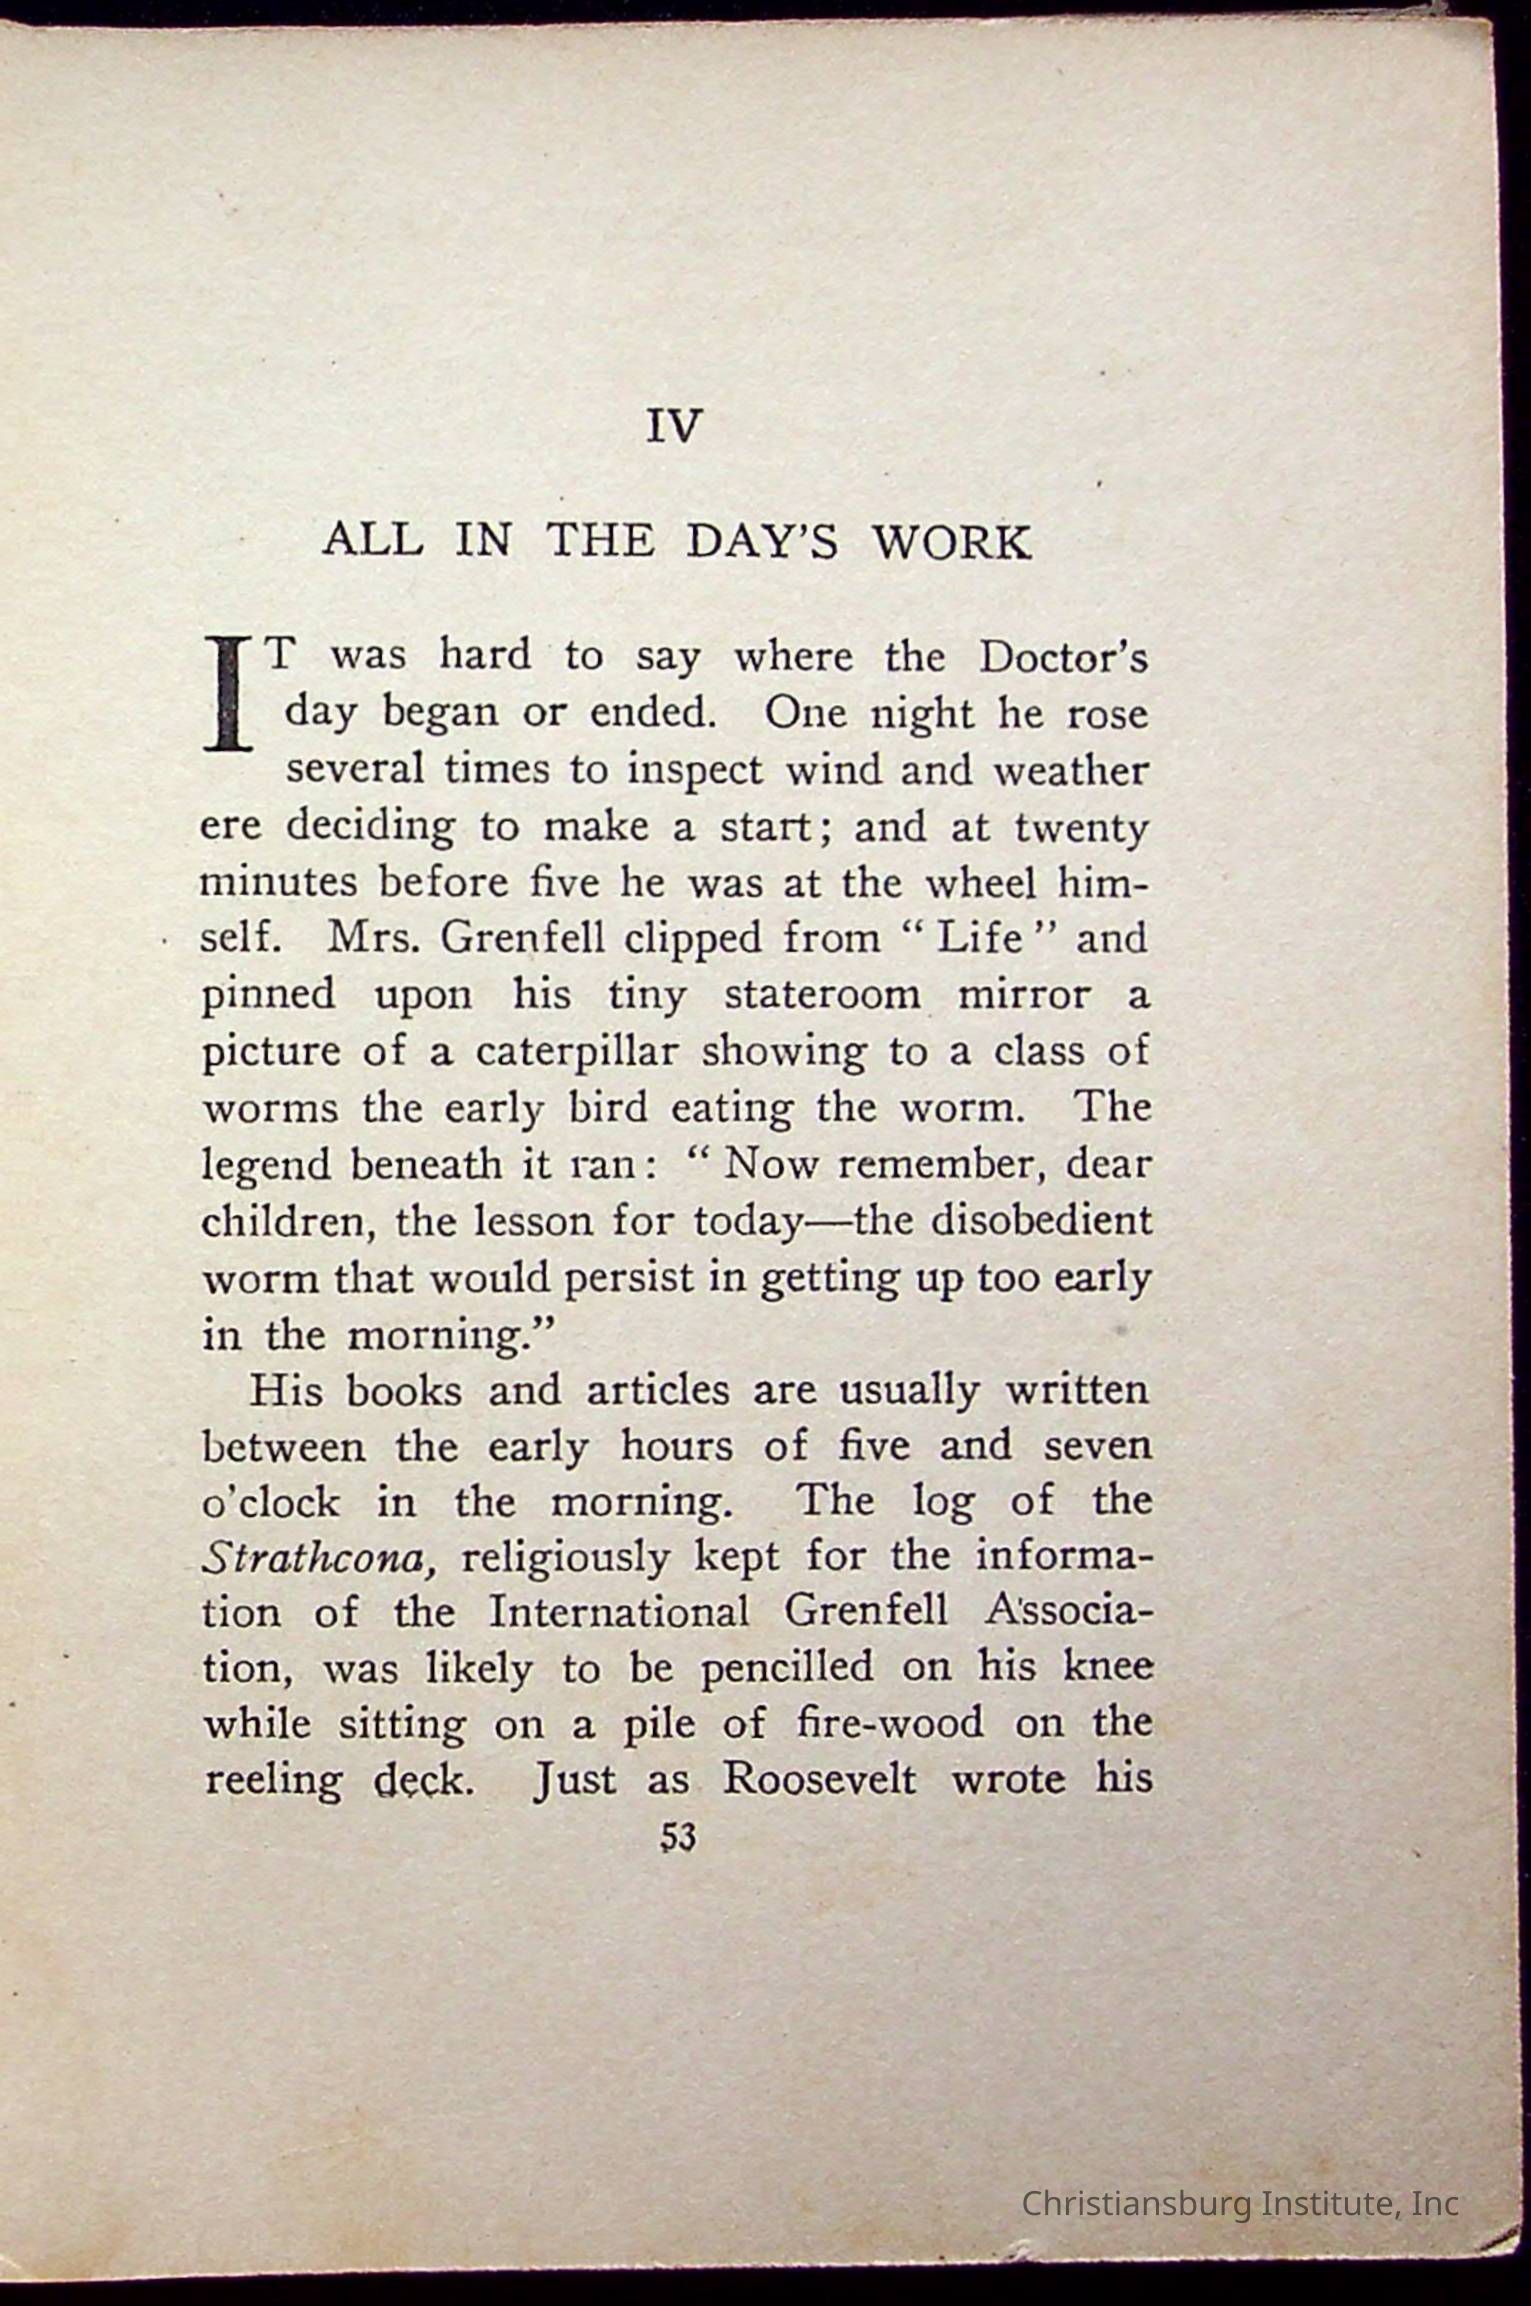 IV
ALL IN THE DAY'S WORK
IT was hard to say where the Doctor's
day began or ended. One night he rose
several times to inspect wind and weather
ere deciding to make a start; and at twenty
minutes before five he was at the wheel him-
self. Mrs. Grenfell clipped from “ Life ” and
pinned upon his tiny stateroom mirror a
picture of a caterpillar showing to a class of
worms the early bird eating the worm. The
legend beneath it ran: “ Now remember, dear
children, the lesson for today—the disobedient
worm that would persist in getting up too early
in the morning.”
His books and articles are usually written
between the early hours of five and seven
o'clock in the morning. The log of the
Strathcona, religiously kept for the informa-
tion of the International Grenfell Associa-
tion, was likely to be pencilled on his knee
while sitting on a pile of fire-wood on the
reeling deck. Just as Roosevelt wrote his
53
Christiansburg Institute, Inc